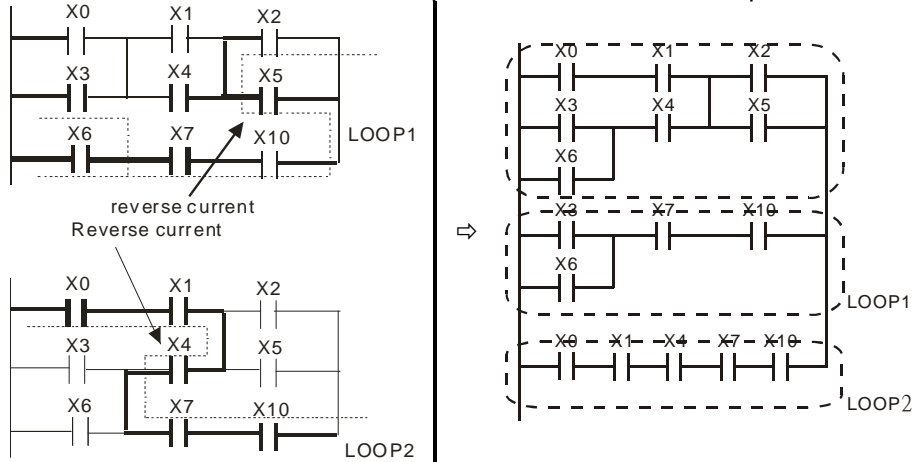 X0 X1 X2
X3 X4 X5
X6 X7 X10
LOOP1
reverse current
Reverse current
X0 X1 X2
X3 X4 X5
X6 X7 X10
LOOP2
⇨
X0 X1 X2
X3 X4 X5
X6
X3 X7 X10
X6
LOOP1
X0 X1 X4 X7 X10
LOOP2